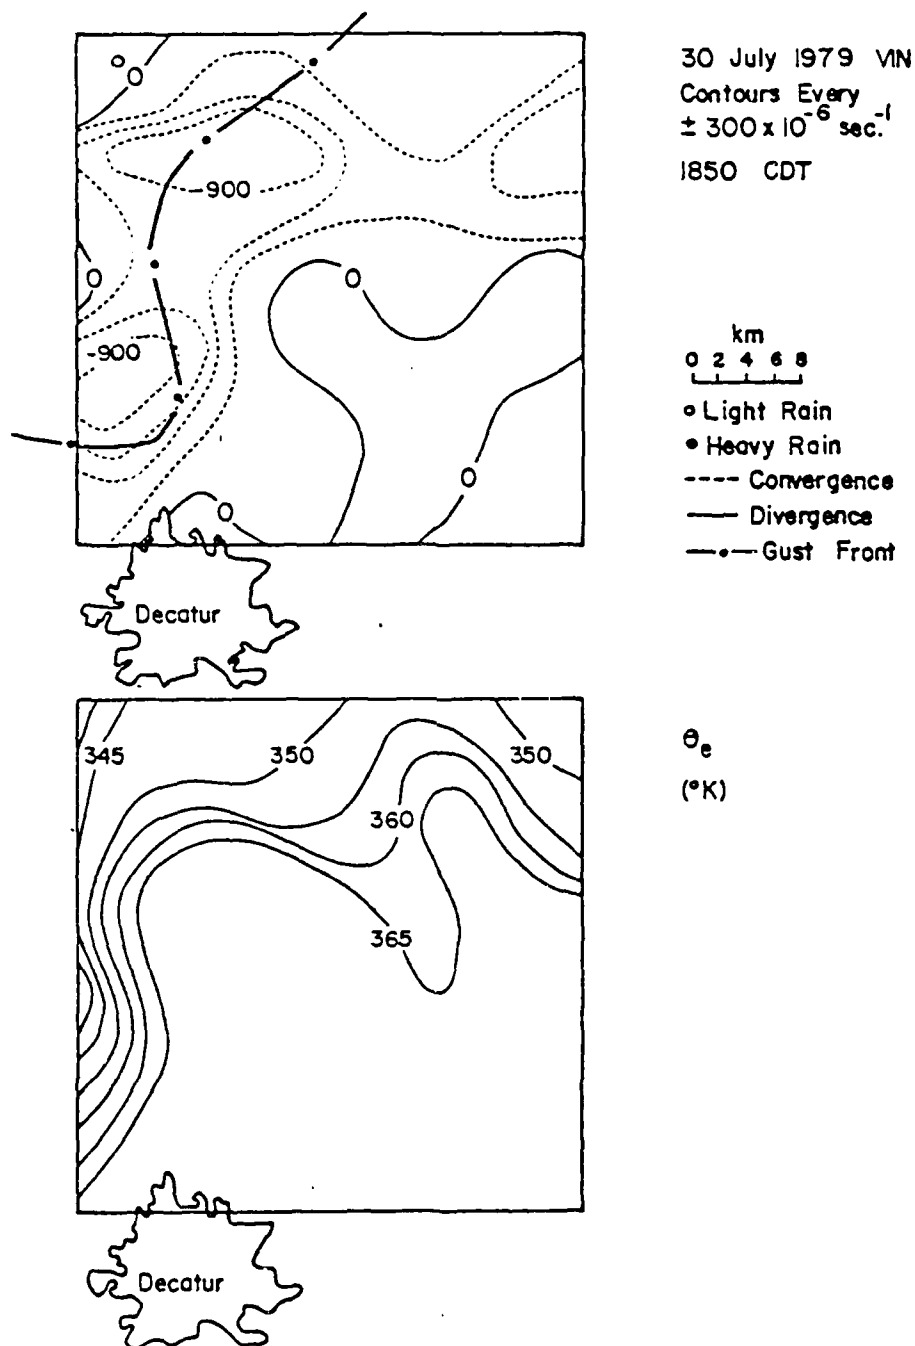 30 July 1979 VIN
Contours Every
± 300 x 10⁻⁶ sec.⁻¹
1850 CDT
0
-900
0
0
-900
0
0
km
0 2 4 6 8
Light Rain
Heavy Rain
Convergence
Divergence
Gust Front
Decatur
345
350
350
360
365
θe
(°K)
Decatur